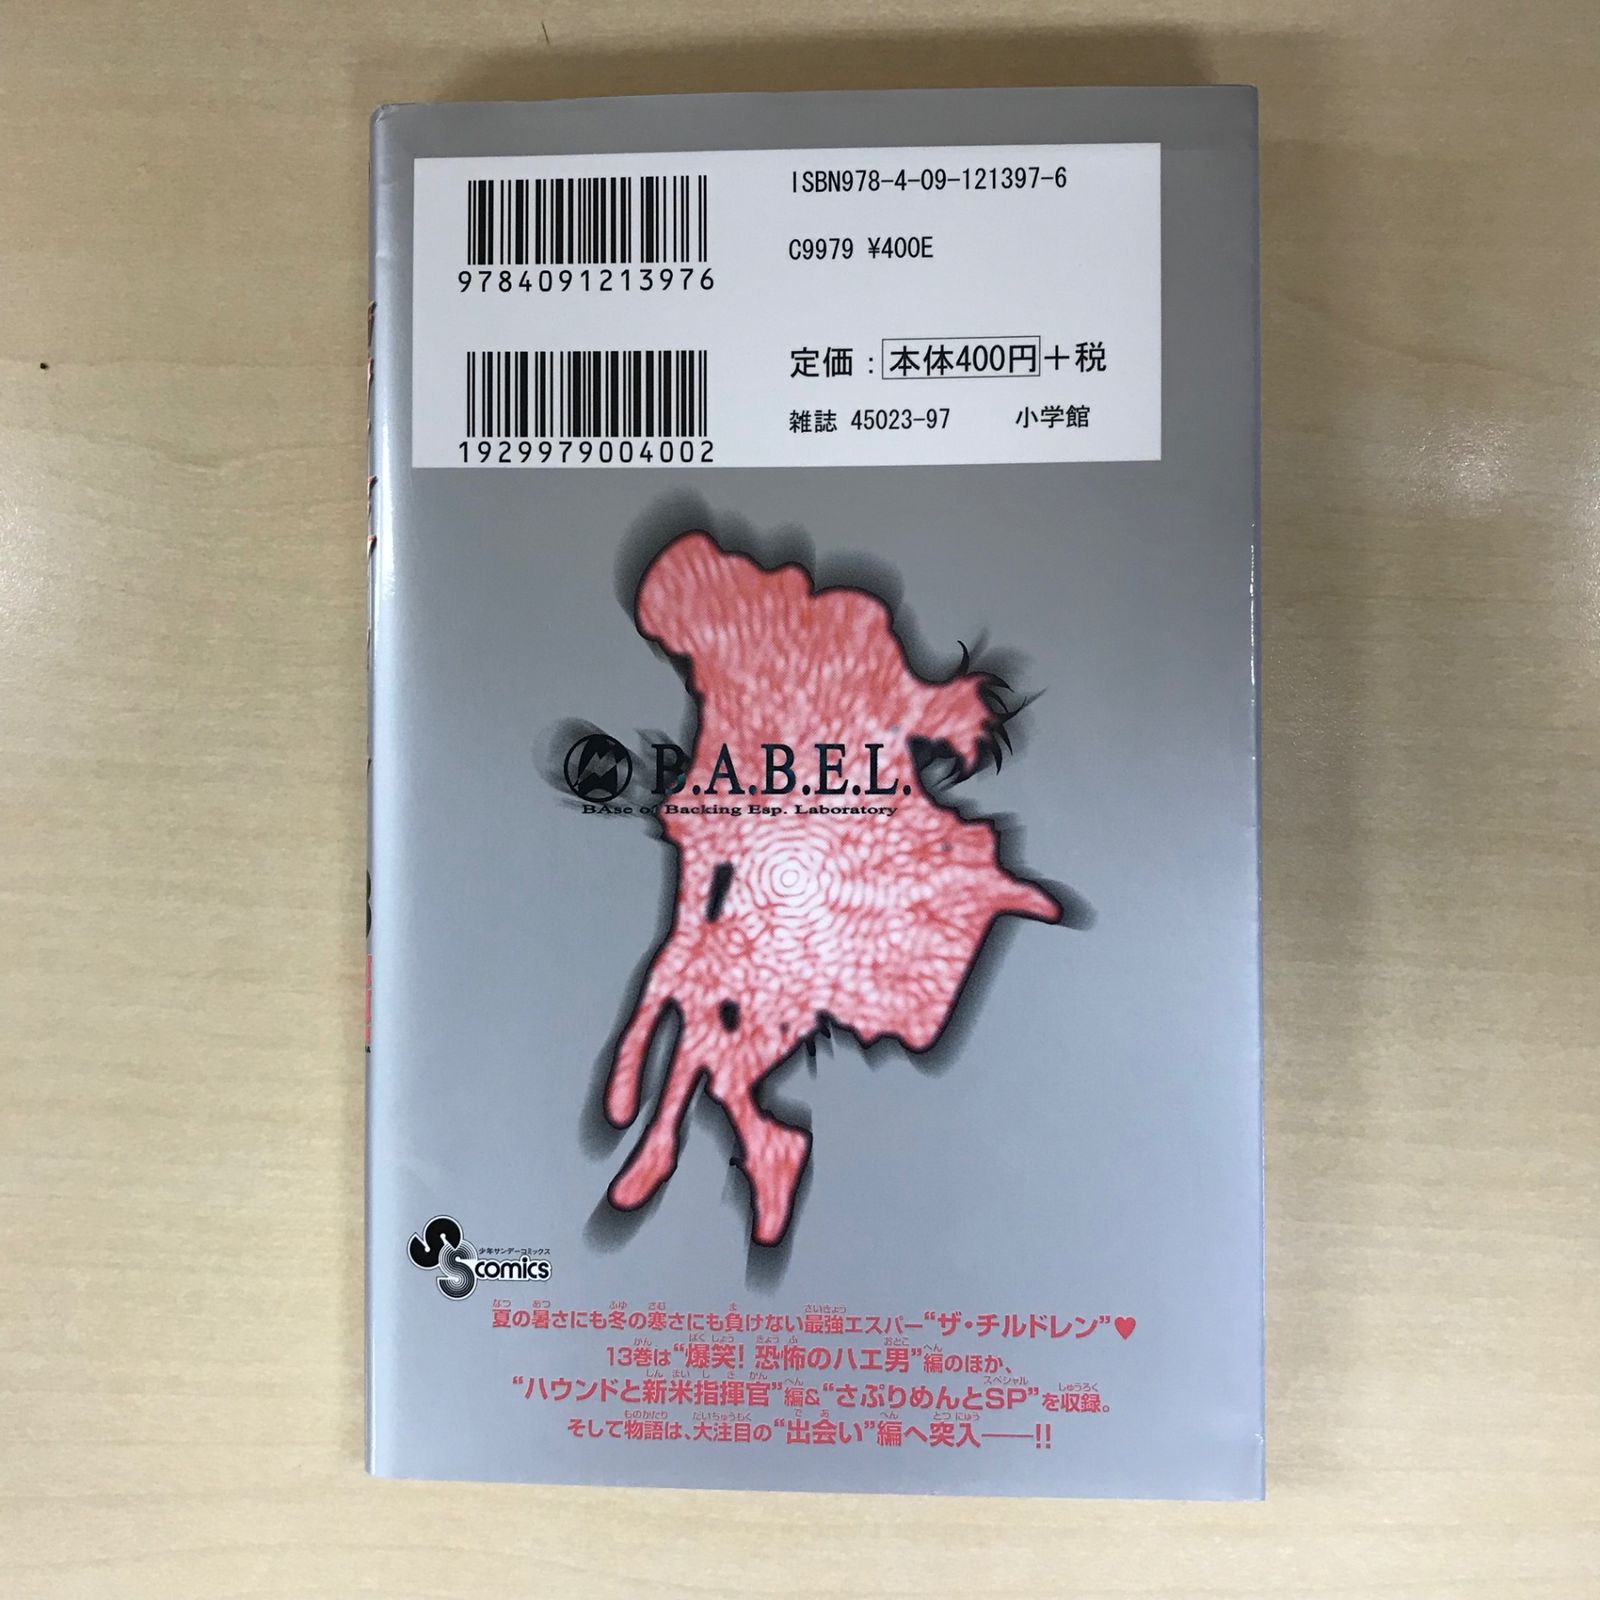 ISBN978-4-09-121397-6
9784091213976
C9979 ¥400E
定価：本体400円＋税
雑誌 45023-97 小学館
1929979004002
B.A.B.E.L.
BAse of Backing Esp. Laboratory
少年サンデーコミックス
SS comics
夏の暑さにも冬の寒さにも負けない最強エスパー“ザ・チルドレン”♥
13巻は“爆笑！恐怖のハエ男”編のほか、
“ハウンドと新米指揮官”編＆“さぷりめんとSP”を収録。
そして物語は、大注目の“出会い”編へ突入――!!